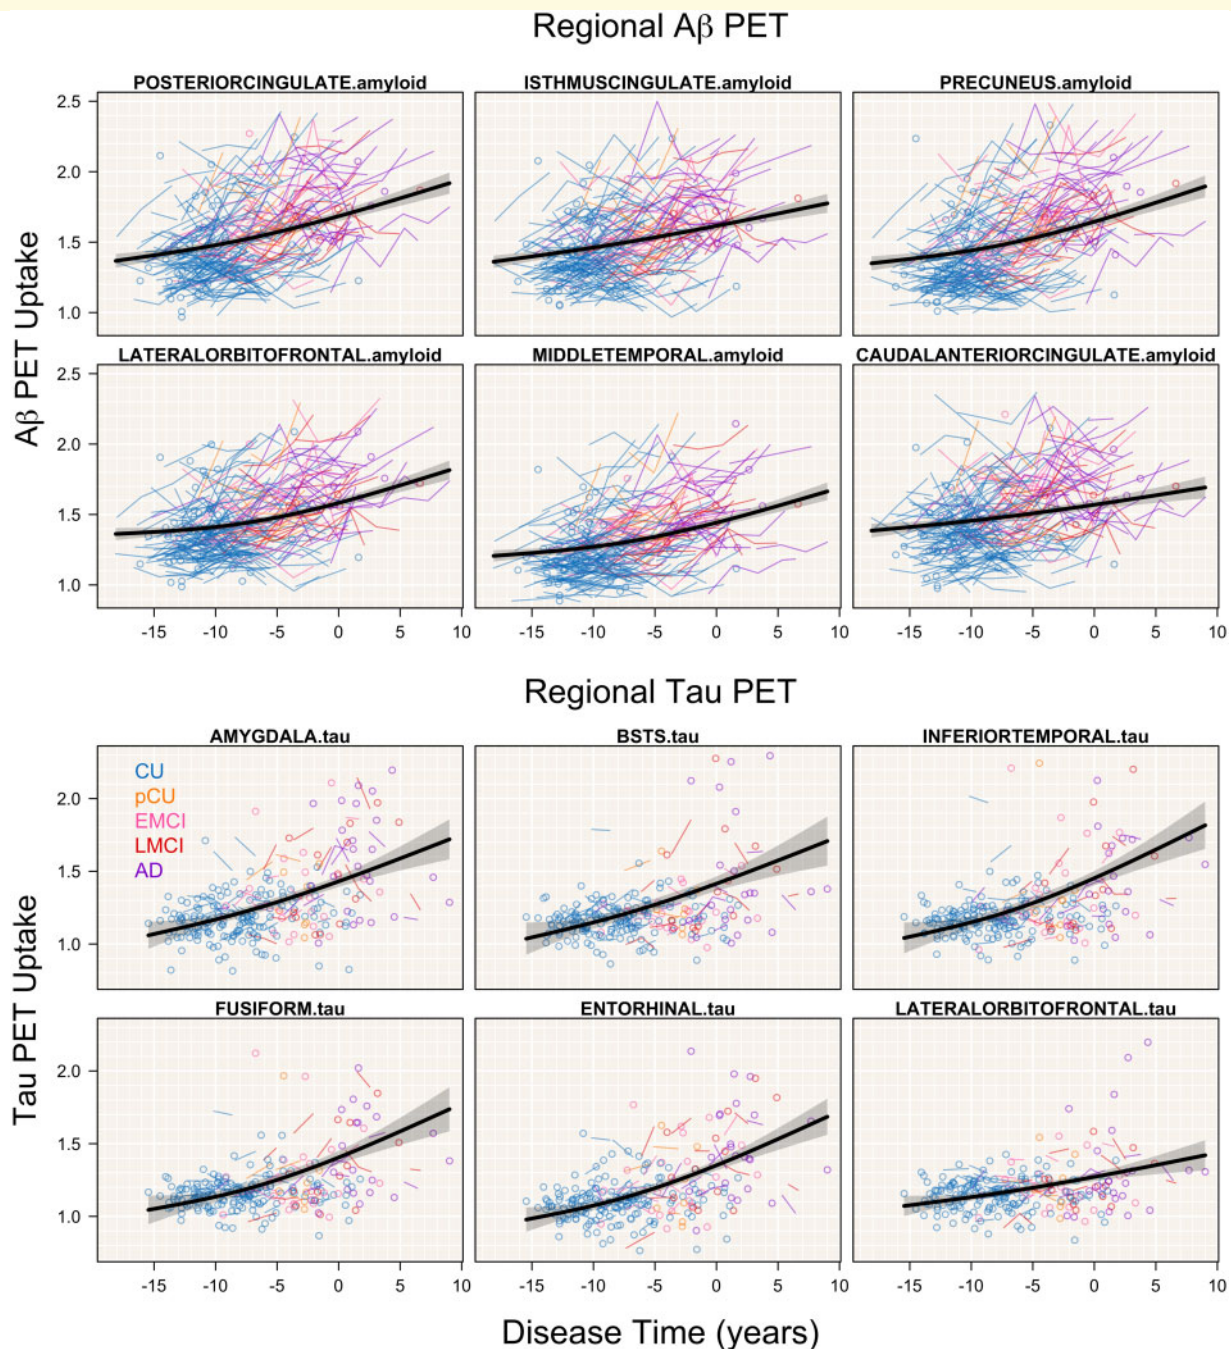 Regional Aβ PET
POSTERIORCINGULATE.amyloid
ISTHMUSCINGULATE.amyloid
PRECUNEUS.amyloid
2.5
2.0
1.5
1.0
LATERALORBITOFRONTAL.amyloid
MIDDLETEMPORAL.amyloid
CAUDALANTERIORCINGULATE.amyloid
2.5
2.0
1.5
1.0
Aβ PET Uptake
-15 -10 -5 0 5 10
-15 -10 -5 0 5 10
-15 -10 -5 0 5 10
Regional Tau PET
AMYGDALA.tau
BSTS.tau
INFERIORTEMPORAL.tau
CU
pCU
EMCI
LMCI
AD
2.0
1.5
1.0
FUSIFORM.tau
ENTORHINAL.tau
LATERALORBITOFRONTAL.tau
2.0
1.5
1.0
Tau PET Uptake
-15 -10 -5 0 5 10
-15 -10 -5 0 5 10
-15 -10 -5 0 5 10
Disease Time (years)